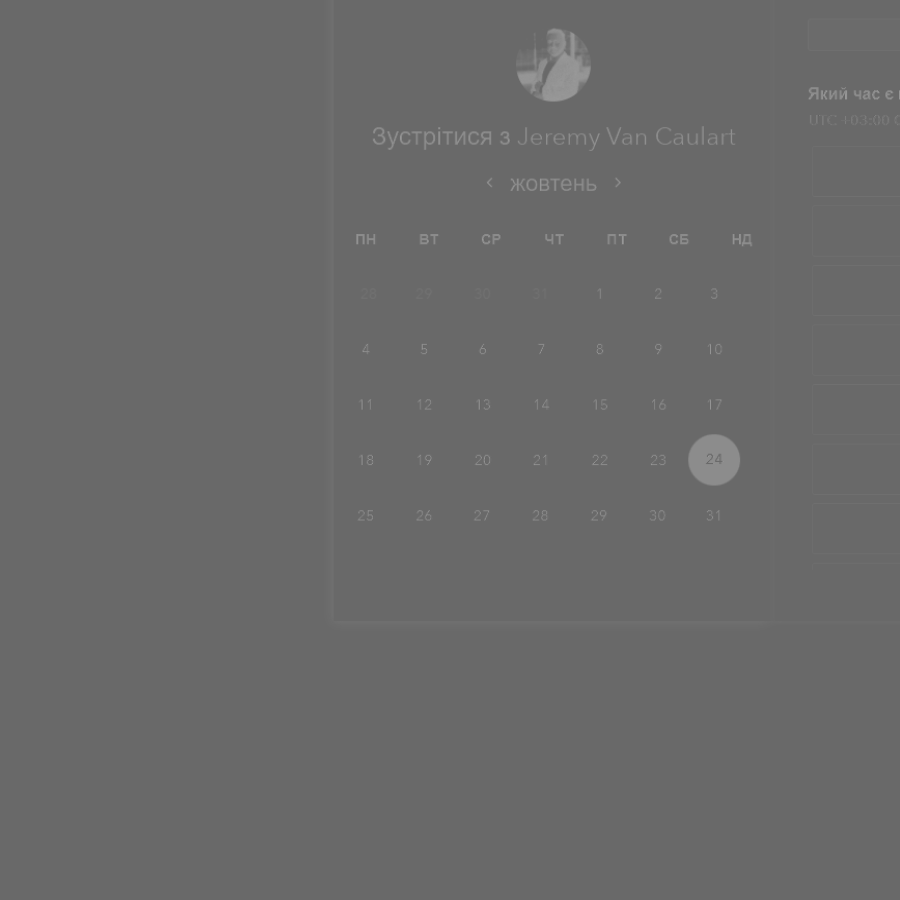 Зустрітися з Jeremy Van Caulart
‹ жовтень ›
ПН ВТ СР ЧТ ПТ СБ НД
28 29 30 31 1 2 3
4 5 6 7 8 9 10
11 12 13 14 15 16 17
18 19 20 21 22 23 24
25 26 27 28 29 30 31
Який час є
UTC +03:00